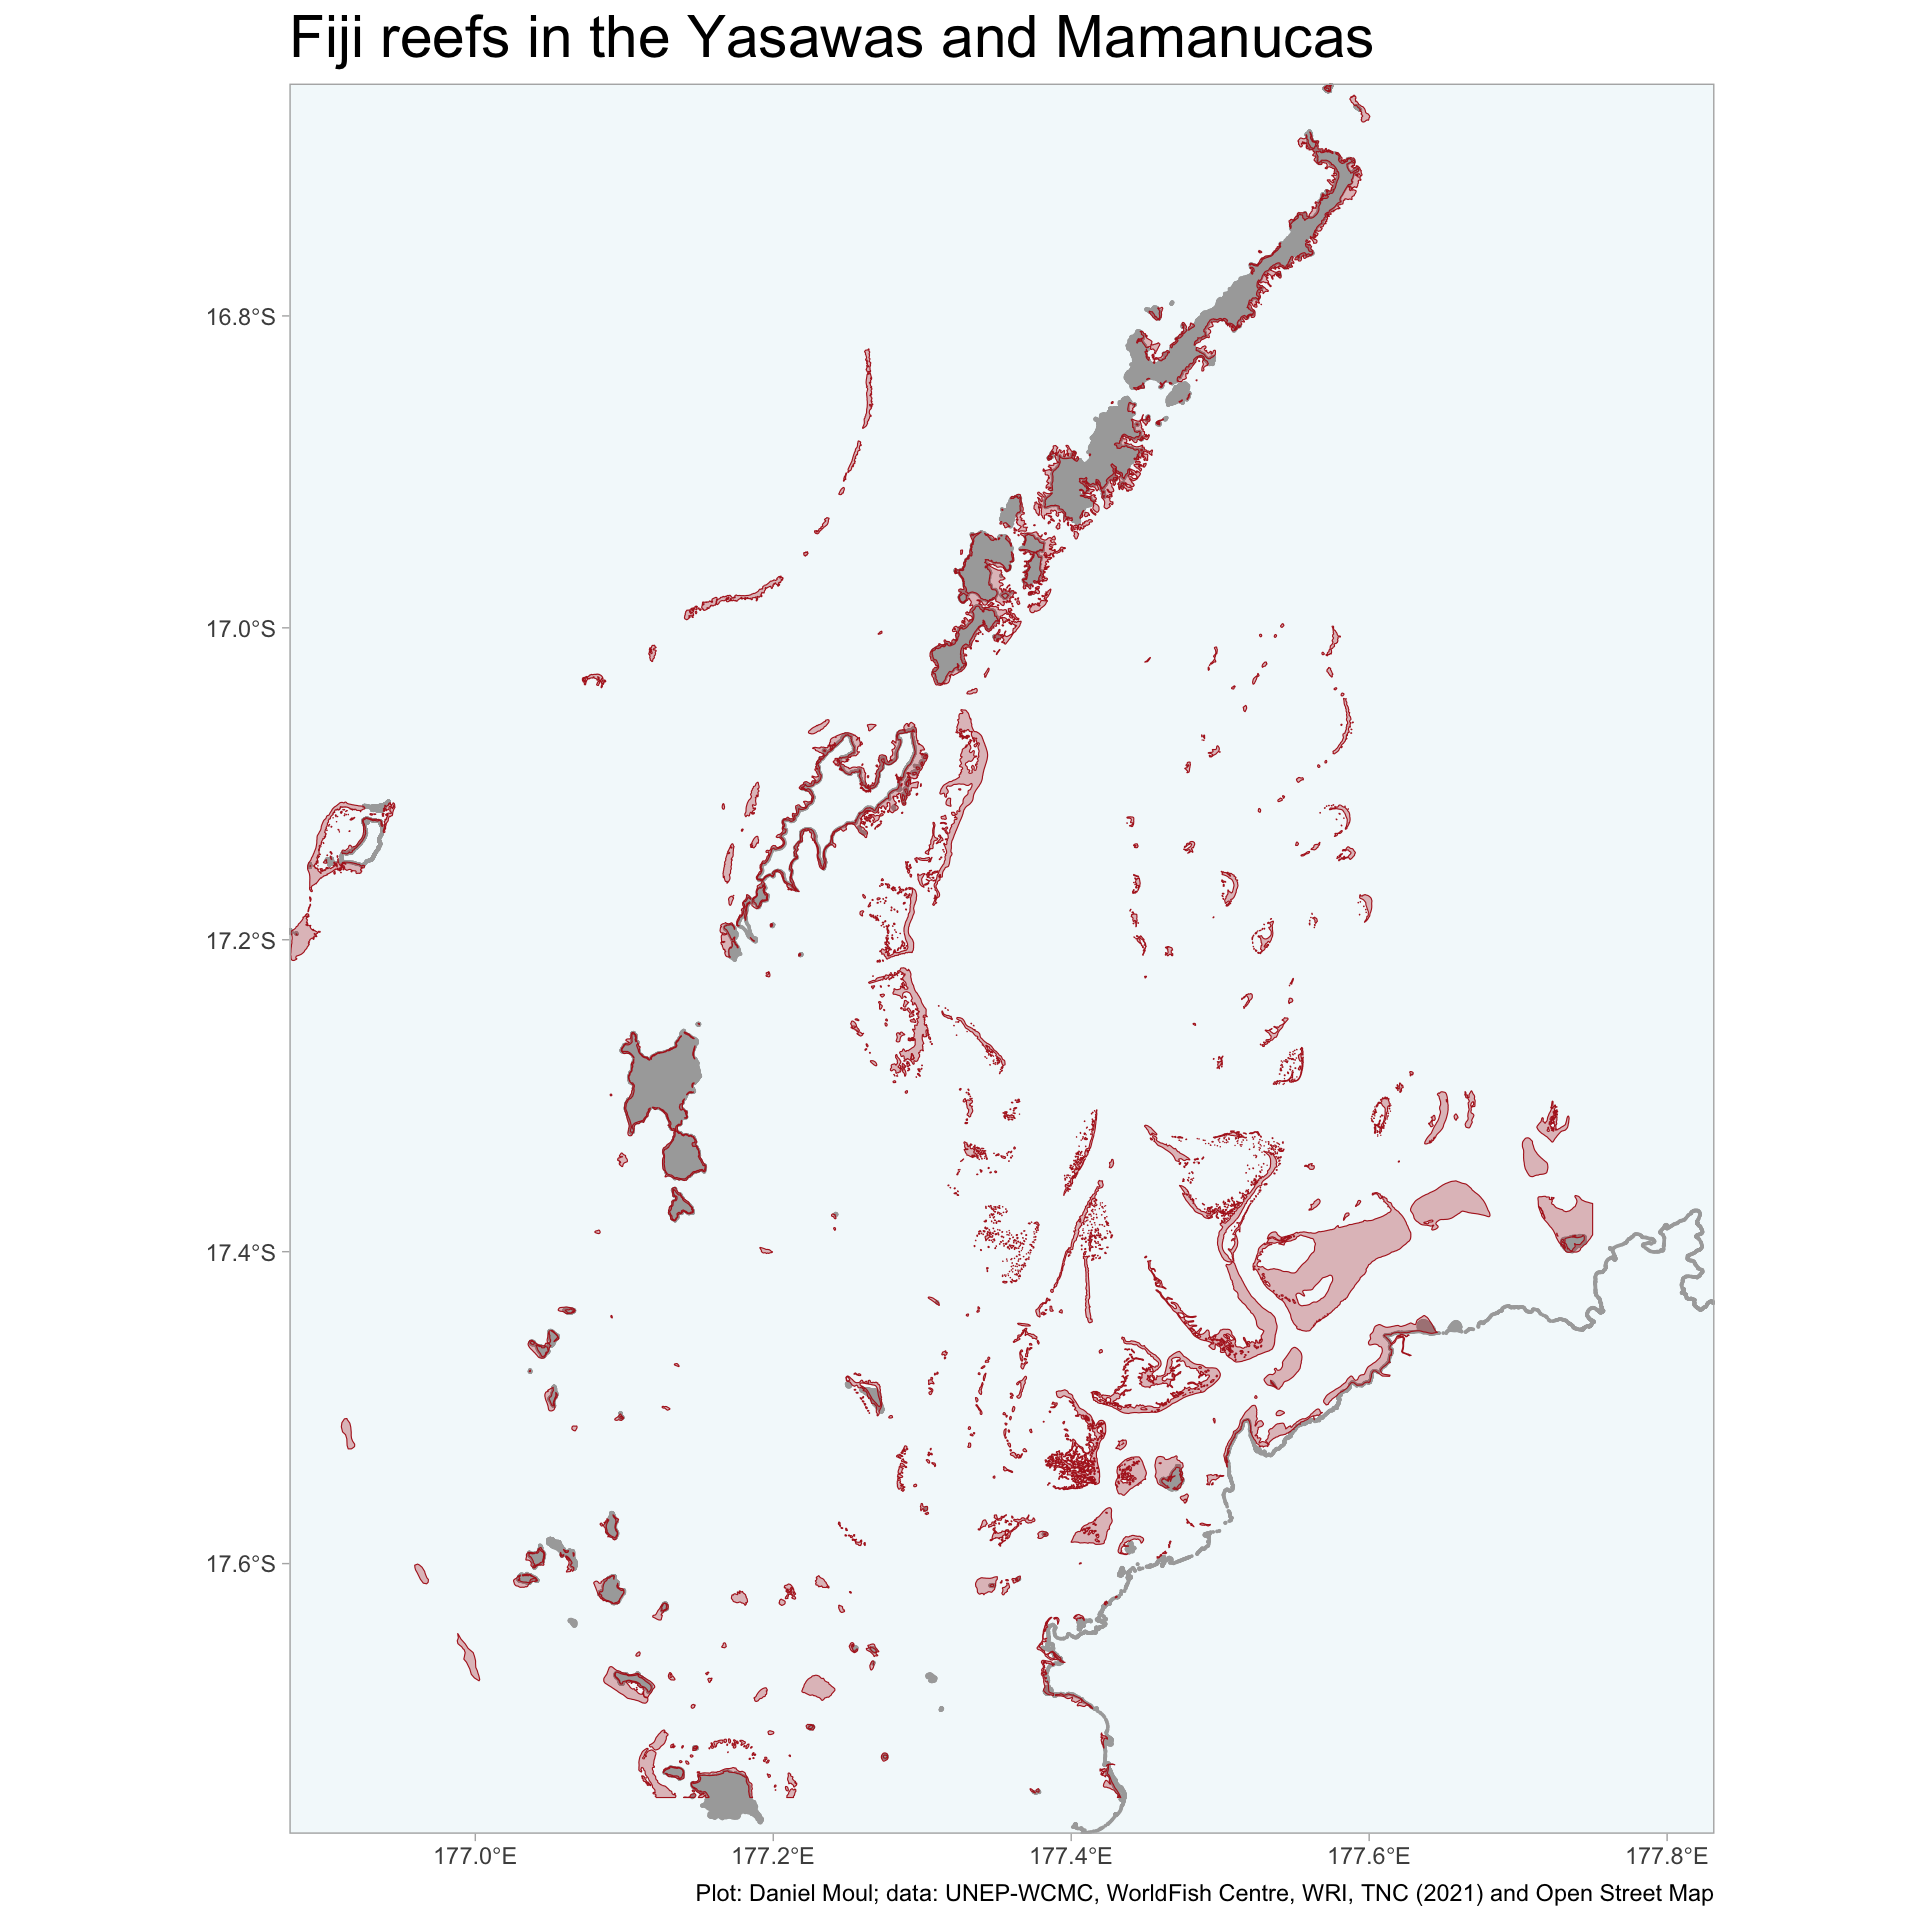 Fiji reefs in the Yasawas and Mamanucas
16.8°S
17.0°S
17.2°S
17.4°S
17.6°S
177.0°E
177.2°E
177.4°E
177.6°E
177.8°E
Plot: Daniel Moul; data: UNEP-WCMC, WorldFish Centre, WRI, TNC (2021) and Open Street Map